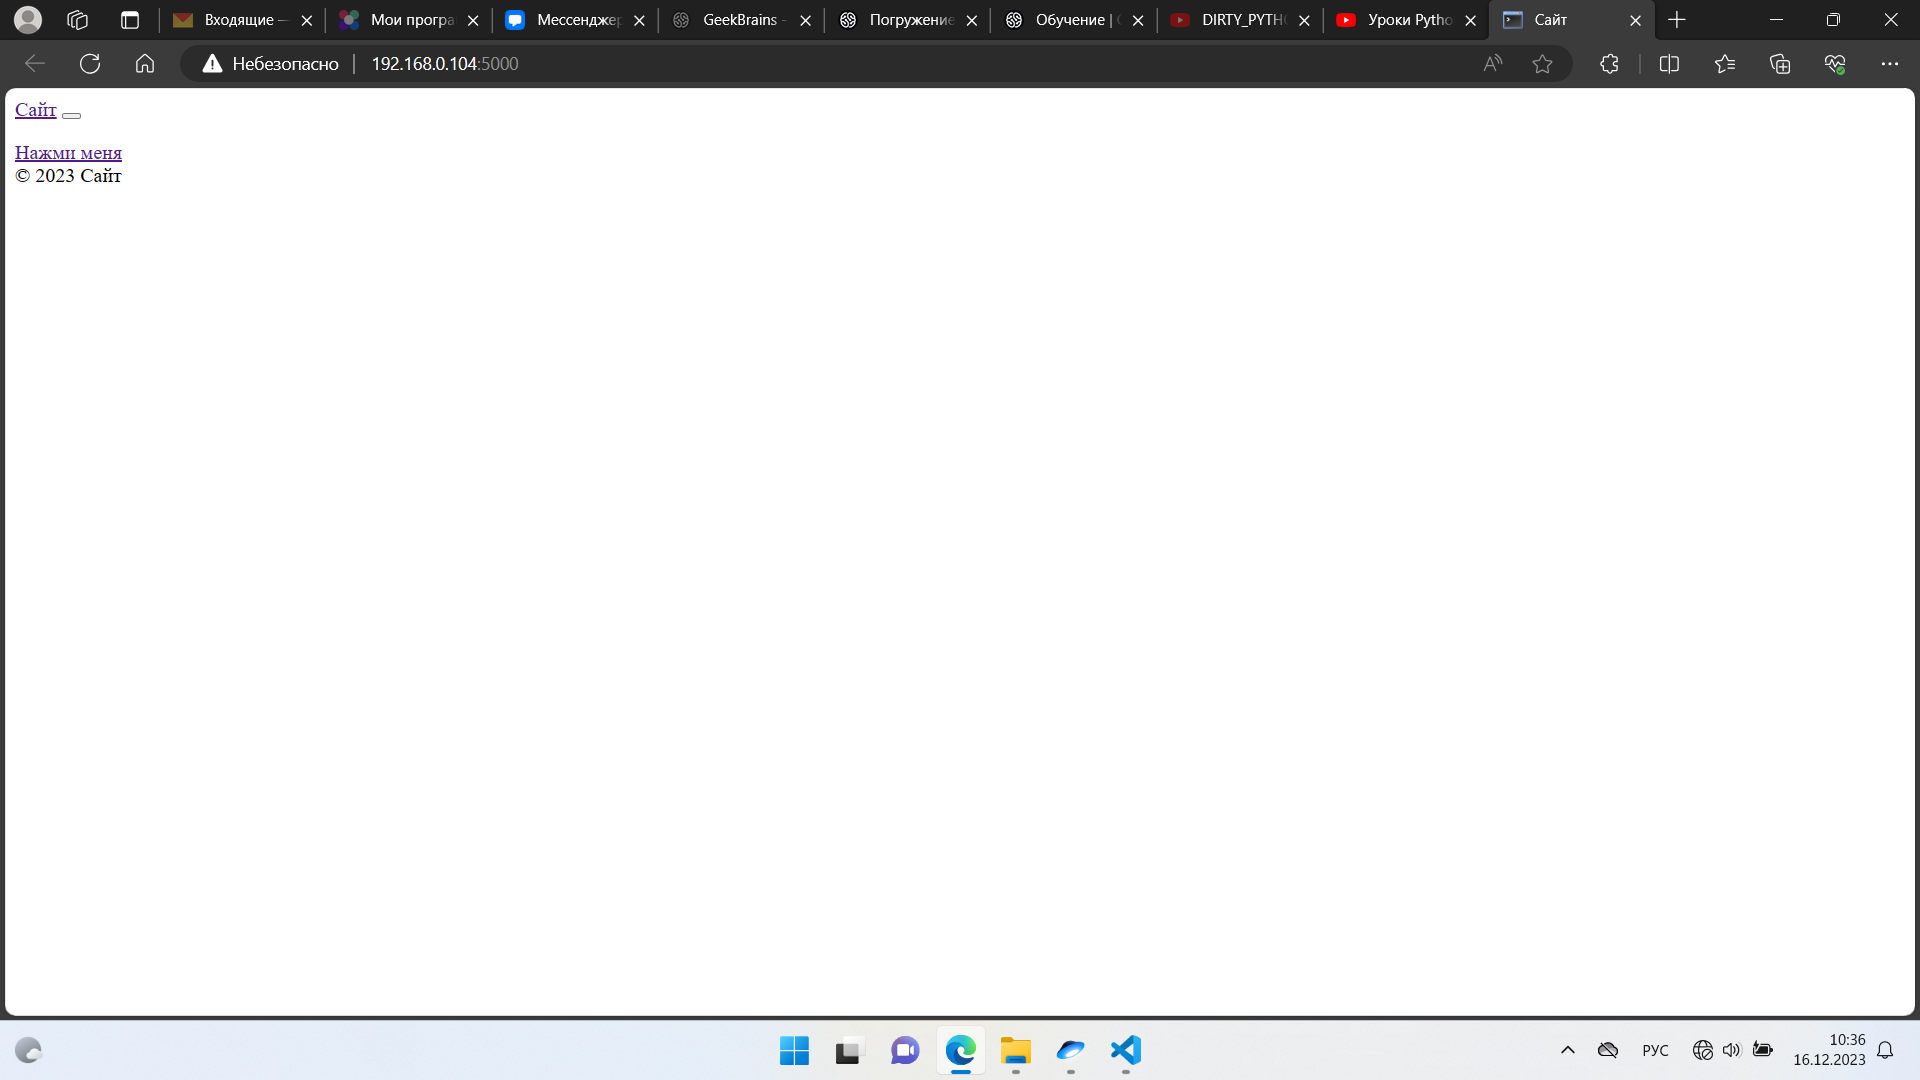 Входящие —
Мои програ
Мессенджер
GeekBrains -
Погружение
Обучение |
DIRTY_PYTH
Уроки Pytho
Сайт
Небезопасно
192.168.0.104:5000
Сайт
Нажми меня
© 2023 Сайт
РУС
10:36
16.12.2023